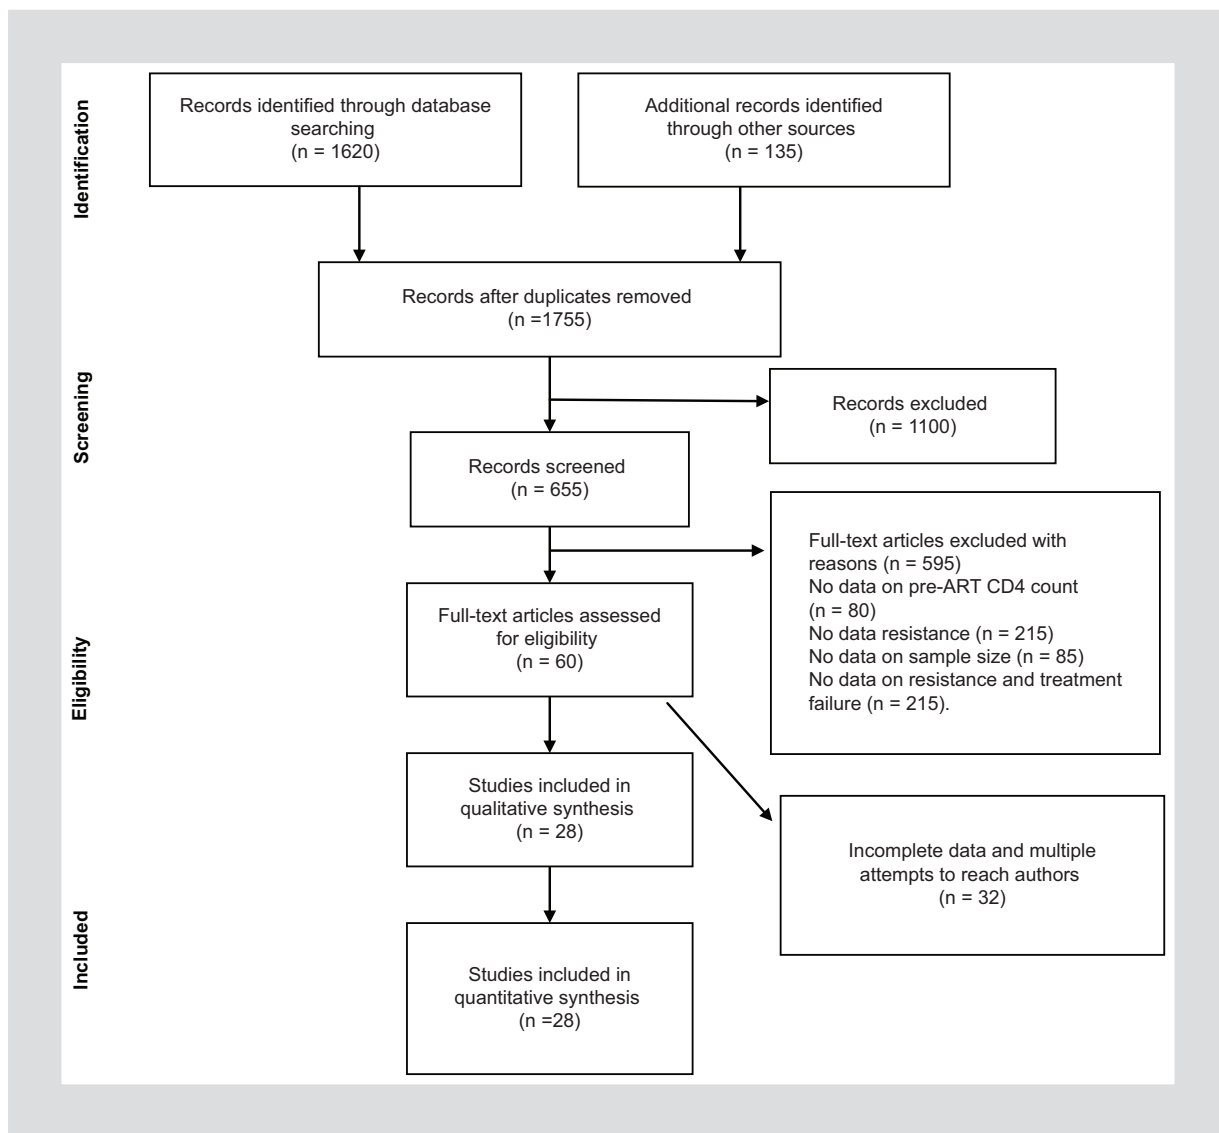 Identification
Records identified through database
searching
(n = 1620)
Additional records identified
through other sources
(n = 135)
Records after duplicates removed
(n =1755)
Screening
Records excluded
(n = 1100)
Records screened
(n = 655)
Full-text articles excluded with
reasons (n = 595)
No data on pre-ART CD4 count
(n = 80)
No data resistance (n = 215)
No data on sample size (n = 85)
No data on resistance and treatment
failure (n = 215).
Eligibility
Full-text articles assessed
for eligibility
(n = 60)
Studies included in
qualitative synthesis
(n = 28)
Incomplete data and multiple
attempts to reach authors
(n = 32)
Included
Studies included in
quantitative synthesis
(n =28)